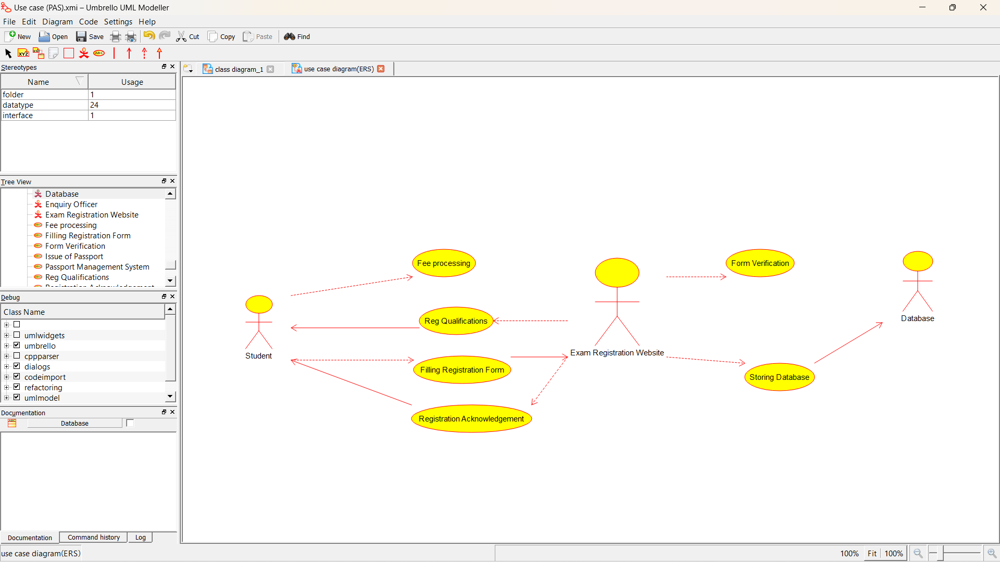 Use case (PAS).xmi – Umbrello UML Modeller
File Edit Diagram Code Settings Help
New Open Save Cut Copy Paste Find
XYZ XYZ ABC
Stereotypes
class diagram_1 use case diagram(ERS)
Name Usage
folder 1
datatype 24
interface 1
Tree View
Database
Enquiry Officer
Exam Registration Website
Fee processing
Filling Registration Form
Form Verification
Issue of Passport
Passport Management System
Reg Qualifications
Registration Acknowledgement
Debug
Class Name
umlwidgets
umbrello
cppparser
dialogs
codeimport
refactoring
umlmodel
Documentation
Database
Documentation Command history Log
Fee processing
Form Verification
Database
Reg Qualifications
Student
Exam Registration Website
Filling Registration Form
Storing Database
Registration Acknowledgement
use case diagram(ERS)
100% Fit 100%